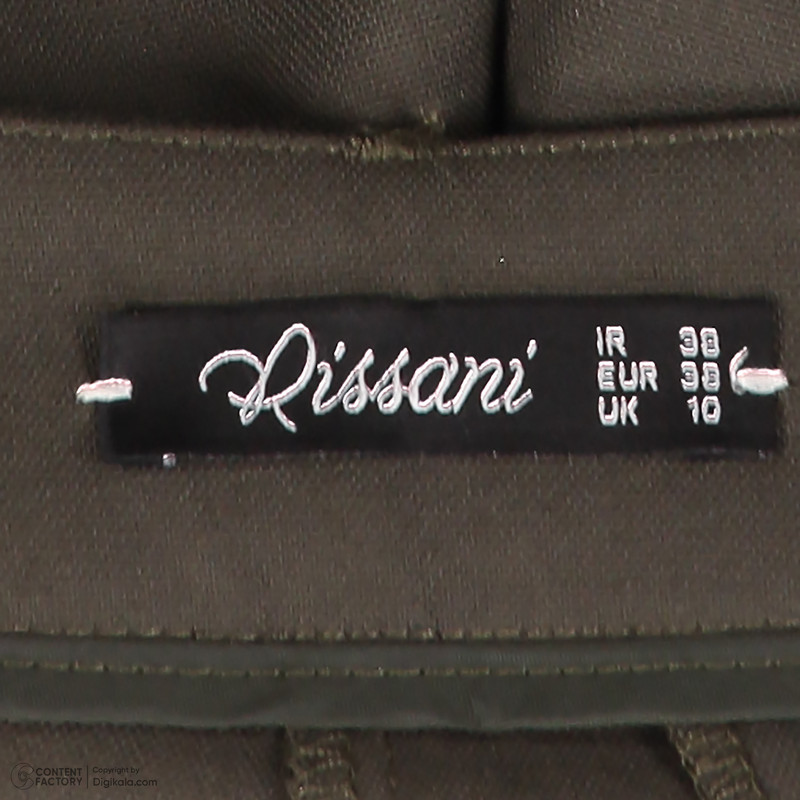 Rissani
IR 38
EUR 38
UK 10
CONTENT FACTORY
Copyright by
Digikala.com